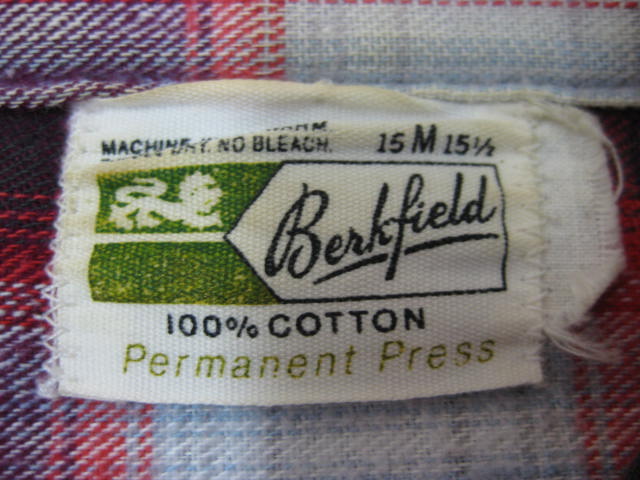 NO BLEACH. 15 M 15½
Berkfield
100% COTTON
Permanent Press